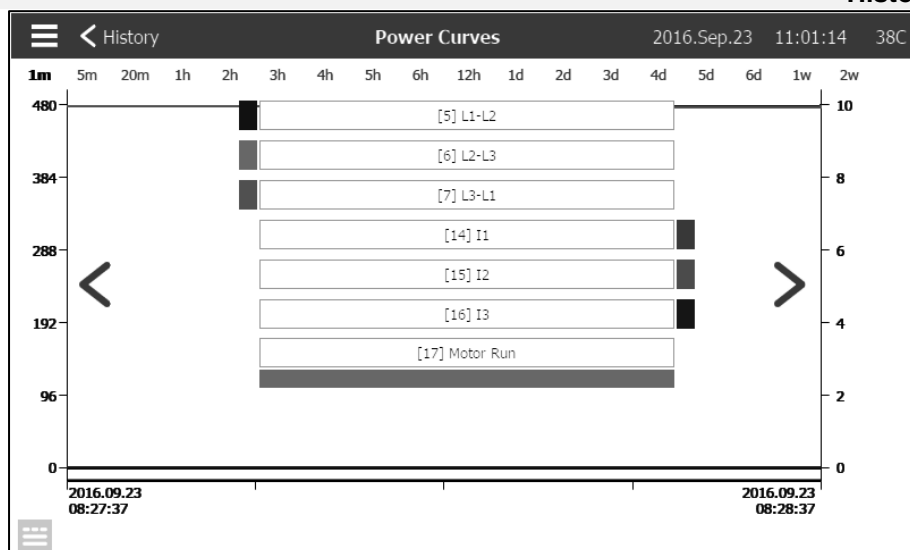 History Power Curves 2016.Sep.23 11:01:14 38C
1m 5m 20m 1h 2h 3h 4h 5h 6h 12h 1d 2d 3d 4d 5d 6d 1w 2w
480 [5] L1-L2 10
[6] L2-L3
384 8
[7] L3-L1
[14] I1
288 6
[15] I2
[16] I3
192 4
[17] Motor Run
96 2
0 0
2016.09.23 2016.09.23
08:27:37 08:28:37